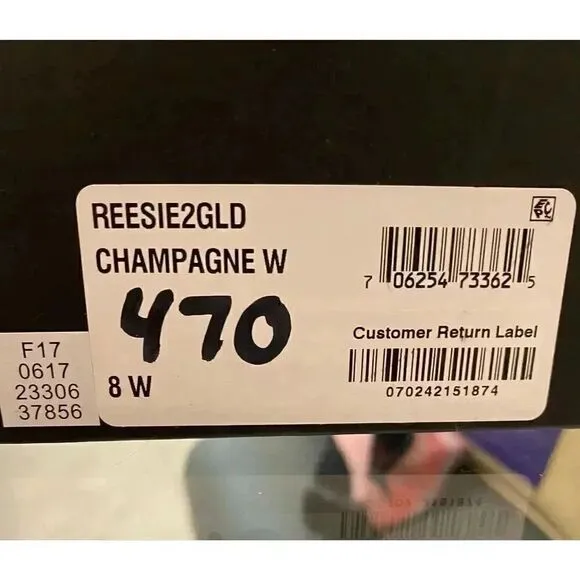 REESIE2GLD
CHAMPAGNE W
470
8 W
7 06254 73362 5
Customer Return Label
070242151874
F17
0617
23306
37856